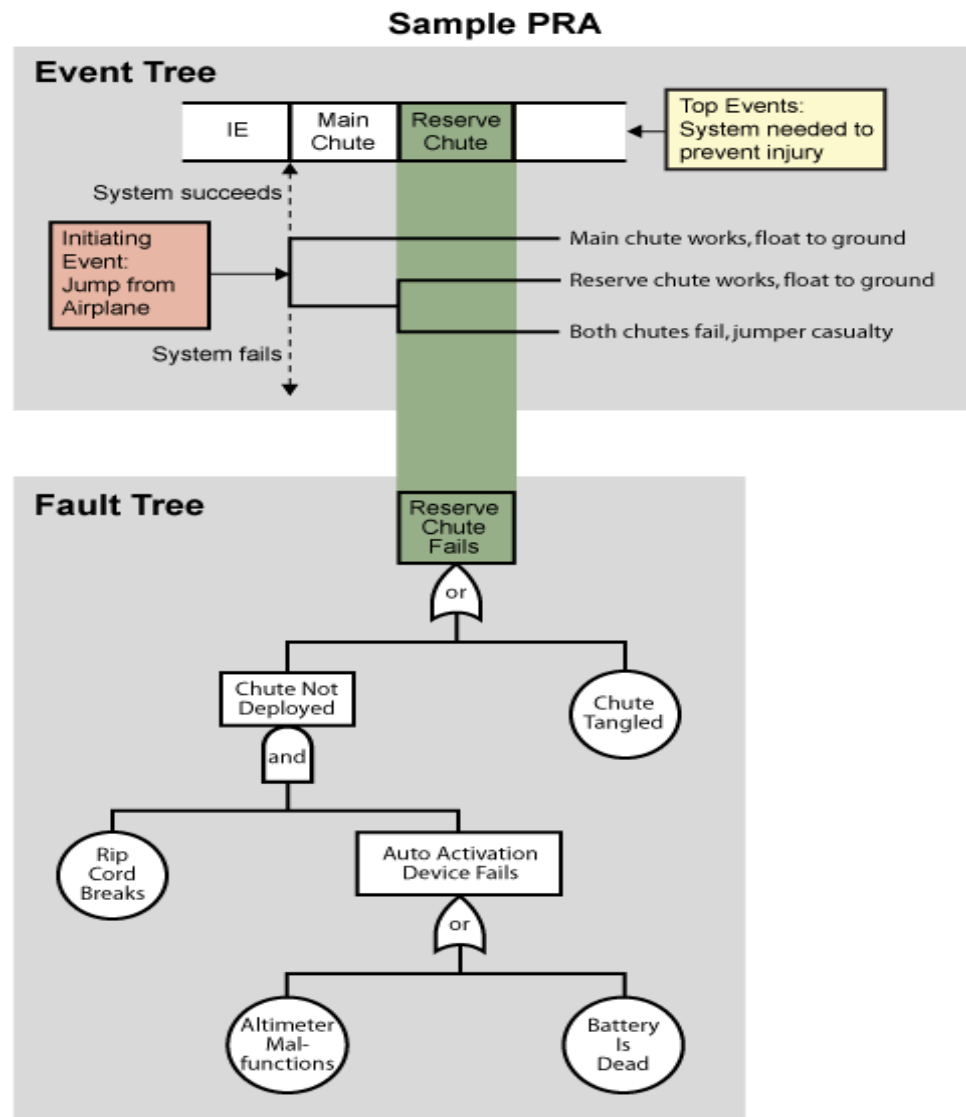 Sample PRA
Event Tree
IE
Main
Chute
Reserve
Chute
Top Events:
System needed to
prevent injury
System succeeds
Initiating
Event:
Jump from
Airplane
Main chute works, float to ground
Reserve chute works, float to ground
Both chutes fail, jumper casualty
System fails
Fault Tree
Reserve
Chute
Fails
or
Chute Not
Deployed
Chute
Tangled
and
Rip
Cord
Breaks
Auto Activation
Device Fails
or
Altimeter
Mal-
functions
Battery
Is
Dead